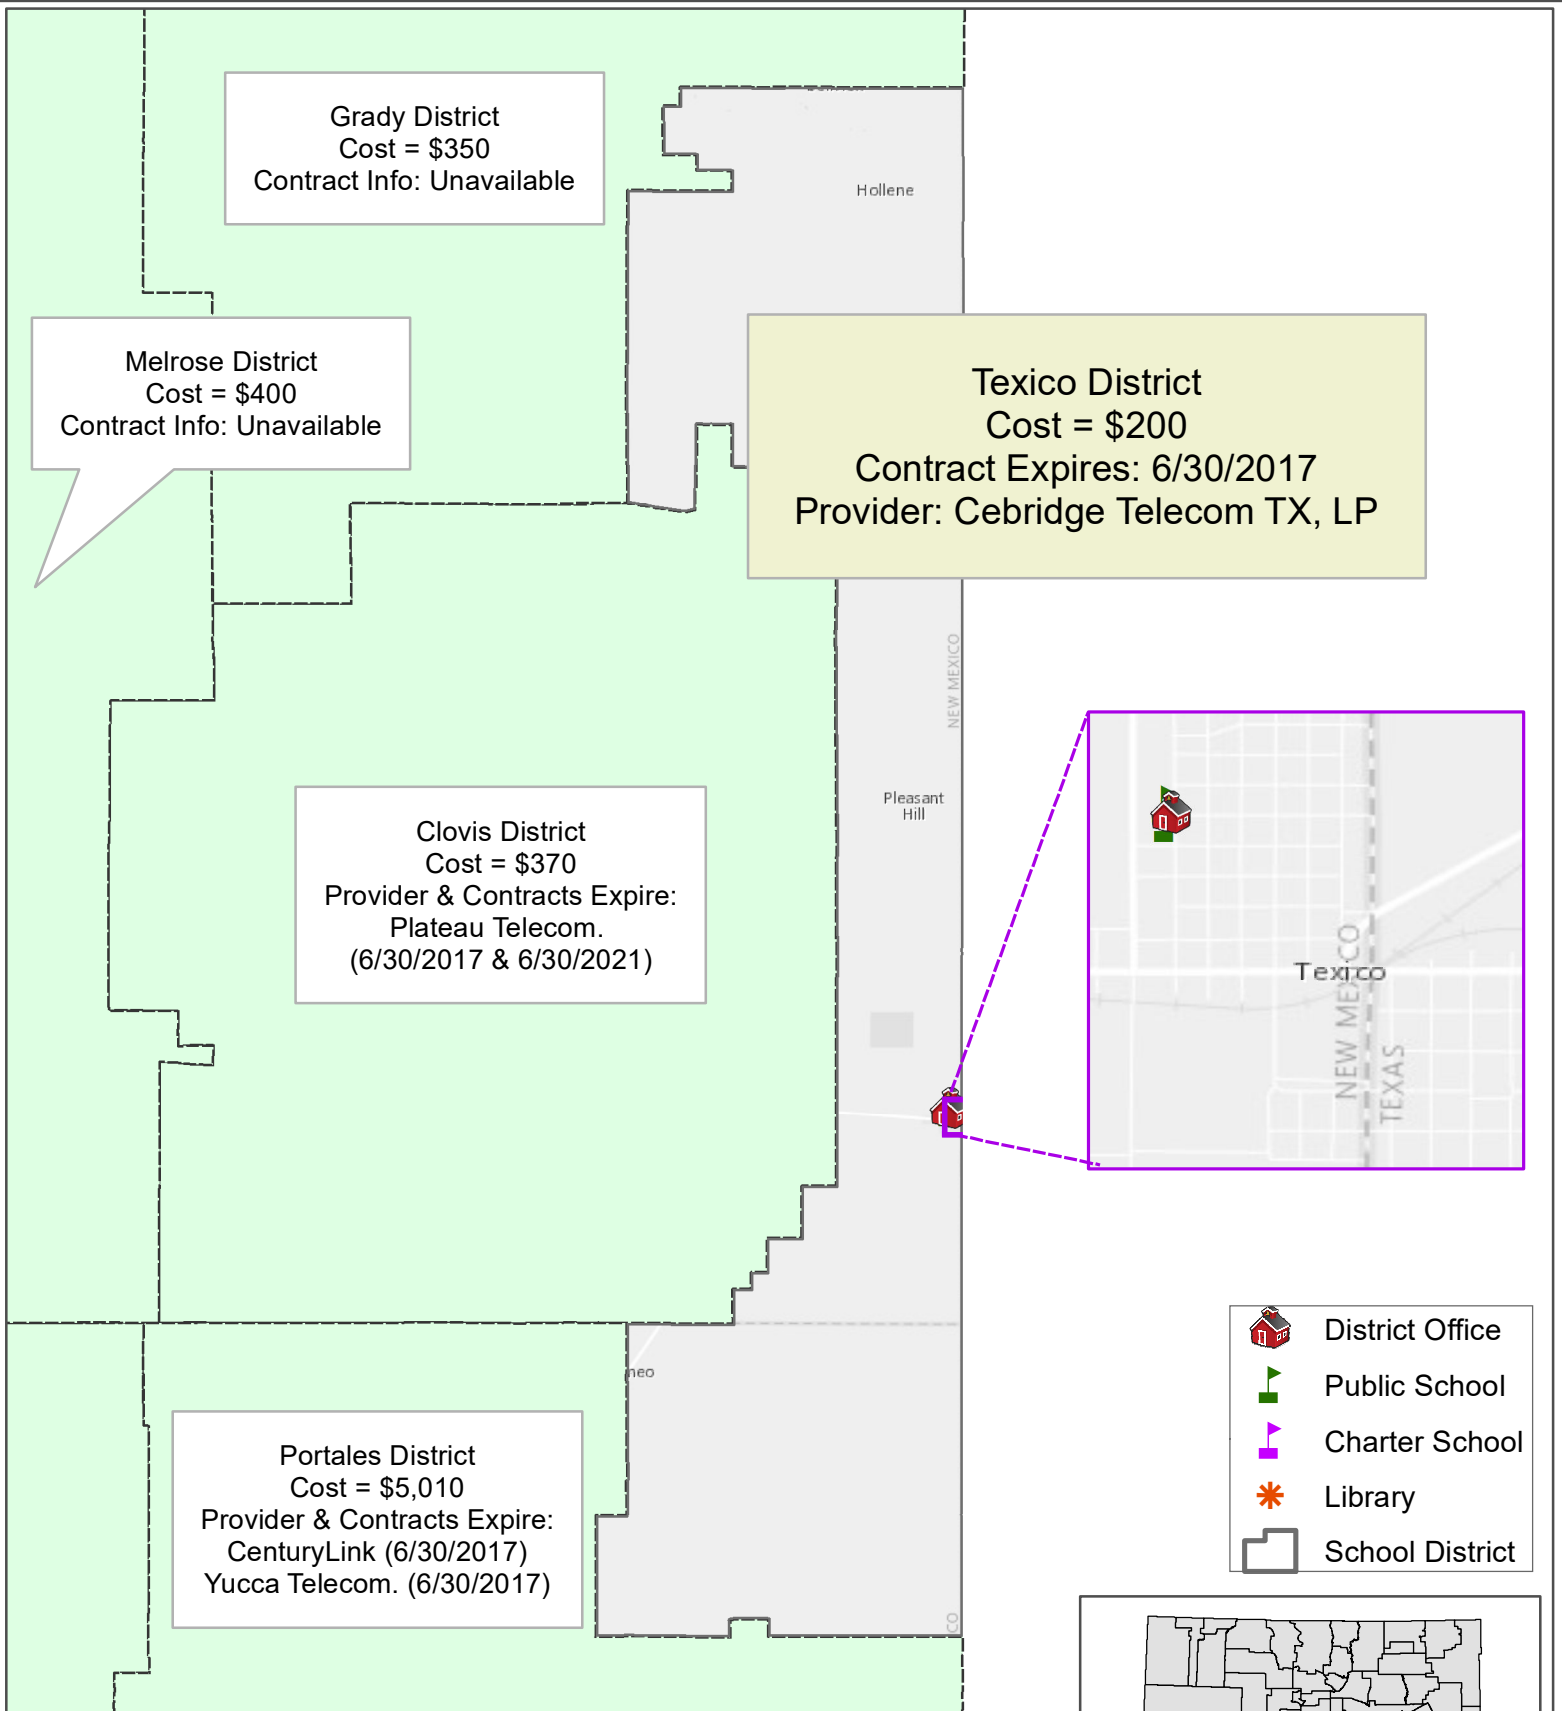 Grady District
Cost = $350
Contract Info: Unavailable
Hollene
Melrose District
Cost = $400
Contract Info: Unavailable
Texico District
Cost = $200
Contract Expires: 6/30/2017
Provider: Cebridge Telecom TX, LP
NEW MEXICO
Pleasant
Hill
Clovis District
Cost = $370
Provider & Contracts Expire:
Plateau Telecom.
(6/30/2017 & 6/30/2021)
Texico
NEW MEXICO
TEXAS
District Office
Public School
Charter School
Library
School District
neo
Portales District
Cost = $5,010
Provider & Contracts Expire:
CenturyLink (6/30/2017)
Yucca Telecom. (6/30/2017)
CO